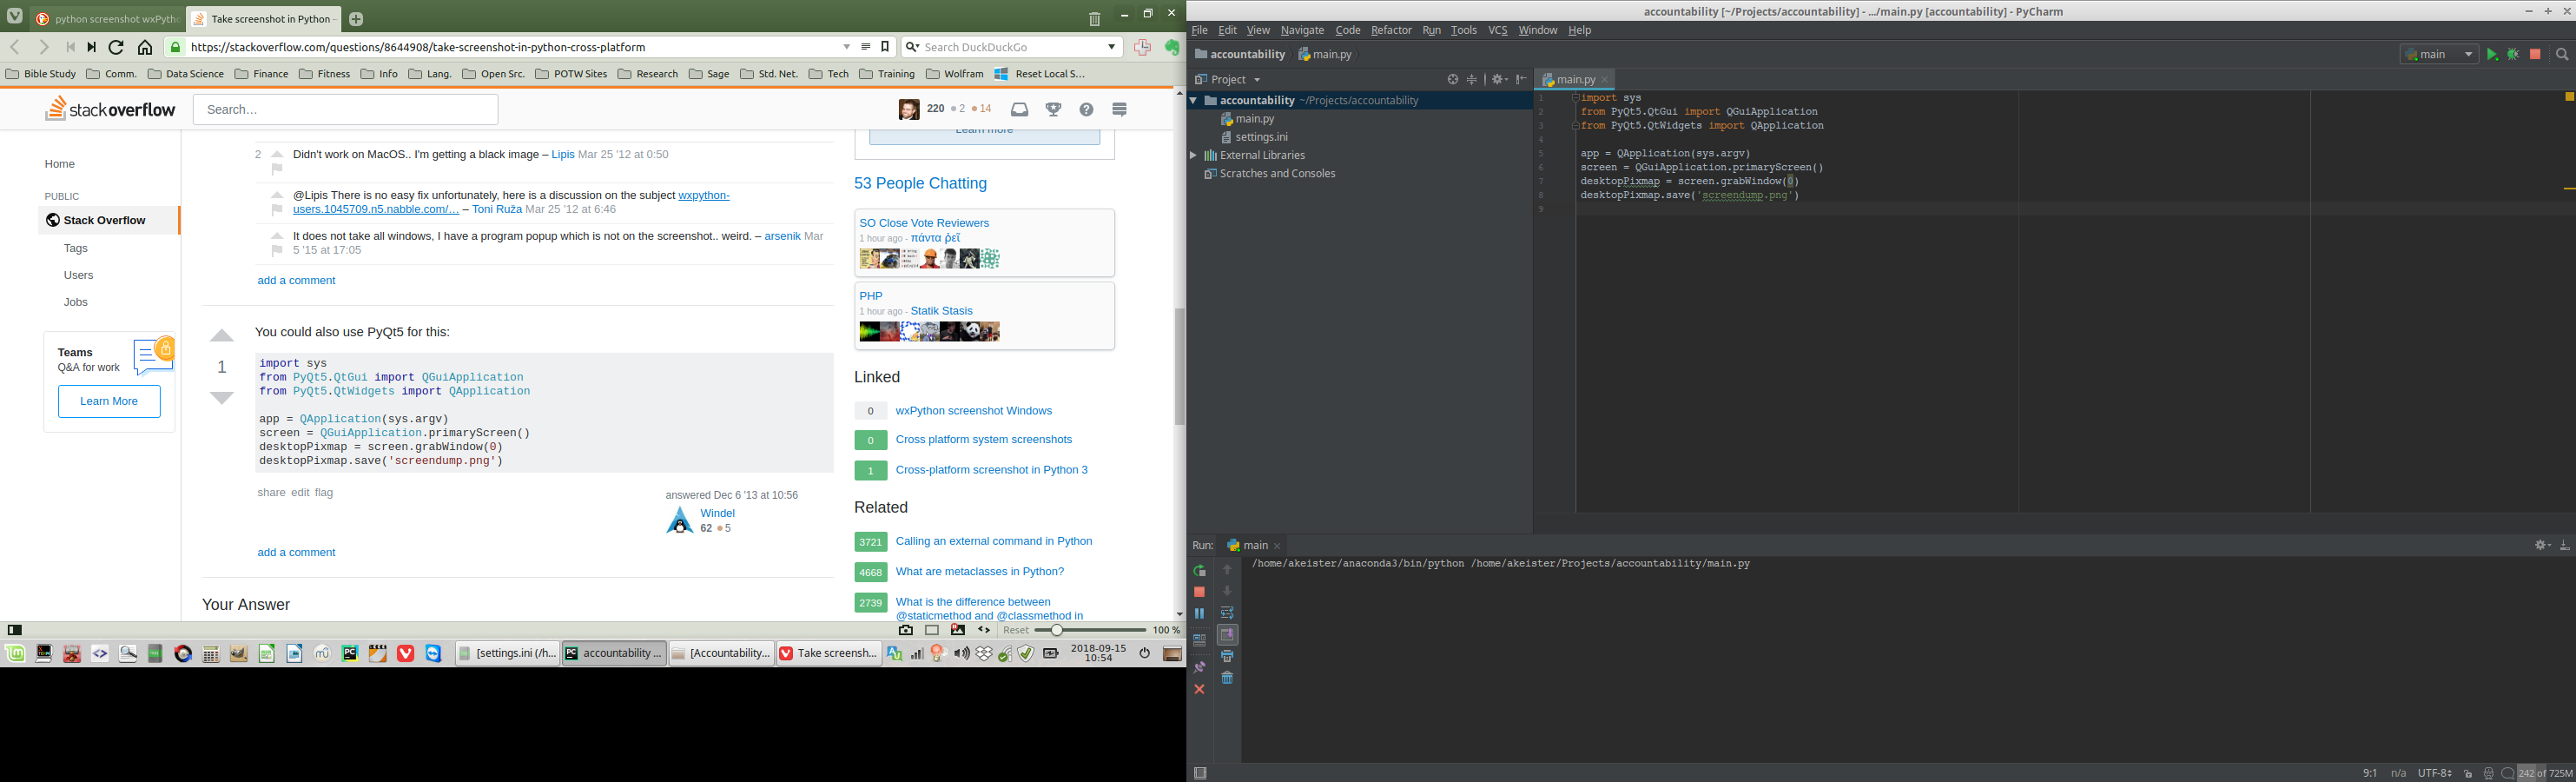 python screenshot wxPytho
Take screenshot in Python –
https://stackoverflow.com/questions/8644908/take-screenshot-in-python-cross-platform
Search DuckDuckGo
Bible Study Comm. Data Science Finance Fitness Info Lang. Open Src. POTW Sites Research Sage Std. Net. Tech Training Wolfram Reset Local S...
stackoverflow
Search…
220 2 14
Home
PUBLIC
Stack Overflow
Tags
Users
Jobs
Teams
Q&A for work
Learn More
2 Didn't work on MacOS.. I'm getting a black image – Lipis Mar 25 '12 at 0:50
@Lipis There is no easy fix unfortunately, here is a discussion on the subject wxpython-
users.1045709.n5.nabble.com/… – Toni Ruža Mar 25 '12 at 6:46
It does not take all windows, I have a program popup which is not on the screenshot.. weird. – arsenik Mar
5 '15 at 17:05
add a comment
1
You could also use PyQt5 for this:
import sys
from PyQt5.QtGui import QGuiApplication
from PyQt5.QtWidgets import QApplication
app = QApplication(sys.argv)
screen = QGuiApplication.primaryScreen()
desktopPixmap = screen.grabWindow(0)
desktopPixmap.save('screendump.png')
share edit flag
answered Dec 6 '13 at 10:56
Windel
62 5
add a comment
Your Answer
Learn more
53 People Chatting
SO Close Vote Reviewers
1 hour ago - πάντα ῥεῖ
PHP
1 hour ago - Statik Stasis
Linked
0 wxPython screenshot Windows
0 Cross platform system screenshots
1 Cross-platform screenshot in Python 3
Related
3721 Calling an external command in Python
4668 What are metaclasses in Python?
2739 What is the difference between
@staticmethod and @classmethod in
Reset 100 %
[settings.ini (/h... accountability ... [Accountability... Take screensh...
2018-09-15
10:54
accountability [~/Projects/accountability] - .../main.py [accountability] - PyCharm
File Edit View Navigate Code Refactor Run Tools VCS Window Help
accountability main.py
main
Project
main.py
accountability ~/Projects/accountability
main.py
settings.ini
External Libraries
Scratches and Consoles
1 import sys
2 from PyQt5.QtGui import QGuiApplication
3 from PyQt5.QtWidgets import QApplication
4
5 app = QApplication(sys.argv)
6 screen = QGuiApplication.primaryScreen()
7 desktopPixmap = screen.grabWindow(0)
8 desktopPixmap.save('screendump.png')
9
Run: main
/home/akeister/anaconda3/bin/python /home/akeister/Projects/accountability/main.py
9:1 n/a UTF-8 242 of 725M